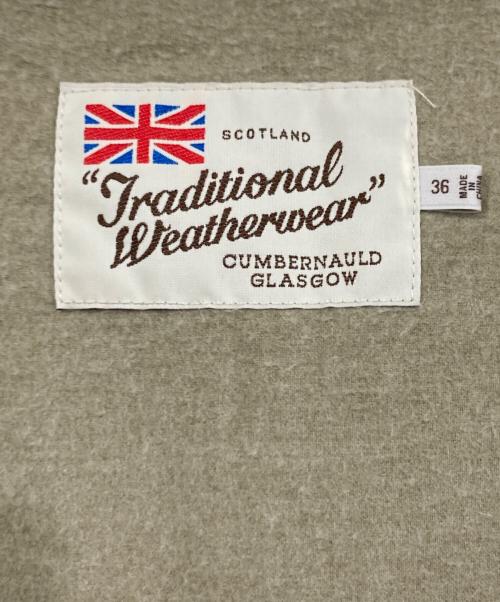 SCOTLAND
"Traditional
Weatherwear"
CUMBERNAULD
GLASGOW
36
MADE
IN
CHINA